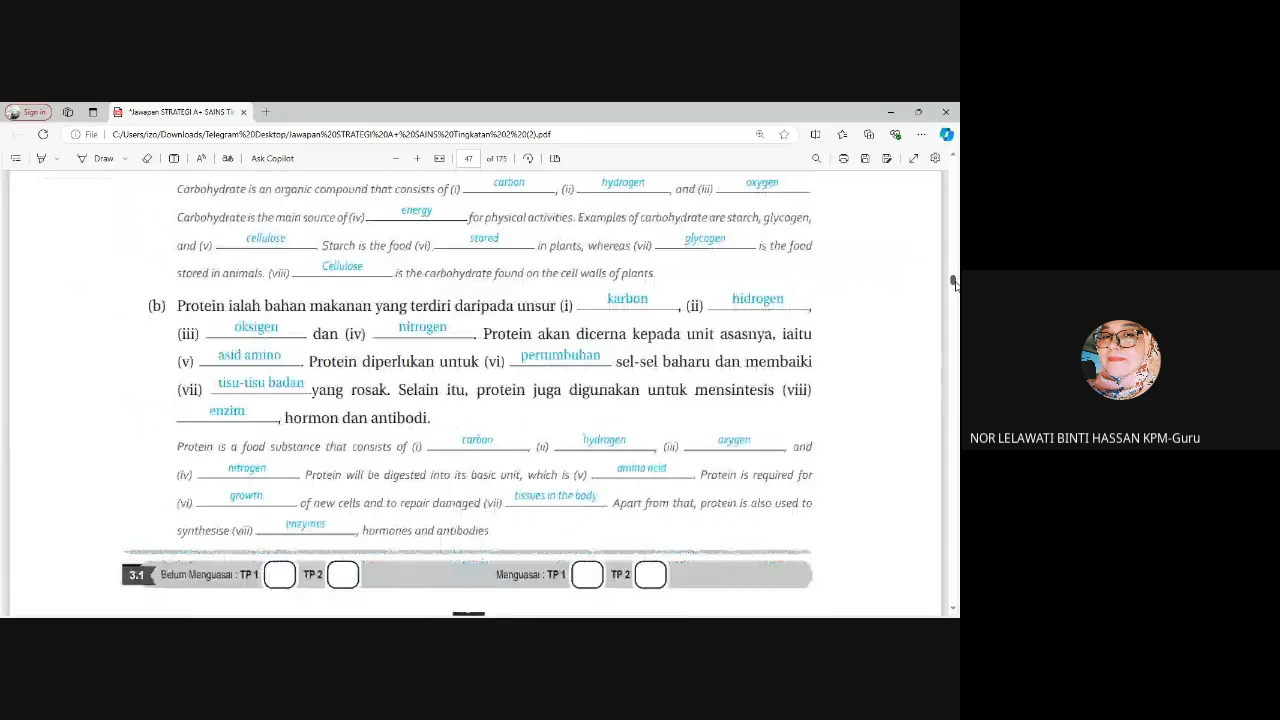 Sign in
*Jawapan STRATEGI A+ SAINS Tin
File C:/Users/izo/Downloads/Telegram%20Desktop/Jawapan%20STRATEGI%20A+%20SAINS%20Tingkatan%202%20(2).pdf
Draw Ask Copilot 47 of 175
Carbohydrate is an organic compound that consists of (i) carbon, (ii) hydrogen, and (iii) oxygen
Carbohydrate is the main source of (iv) energy for physical activities. Examples of carbohydrate are starch, glycogen,
and (v) cellulose. Starch is the food (vi) stored in plants, whereas (vii) glycogen is the food
stored in animals. (viii) Cellulose is the carbohydrate found on the cell walls of plants.
(b) Protein ialah bahan makanan yang terdiri daripada unsur (i) karbon, (ii) hidrogen,
(iii) oksigen dan (iv) nitrogen. Protein akan dicerna kepada unit asasnya, iaitu
(v) asid amino. Protein diperlukan untuk (vi) pertumbuhan sel-sel baharu dan membaiki
(vii) tisu-tisu badan yang rosak. Selain itu, protein juga digunakan untuk mensintesis (viii)
enzim, hormon dan antibodi.
Protein is a food substance that consists of (i) carbon, (ii) hydrogen, (iii) oxygen, and
(iv) nitrogen. Protein will be digested into its basic unit, which is (v) amino acid. Protein is required for
(vi) growth of new cells and to repair damaged (vii) tissues in the body. Apart from that, protein is also used to
synthesise (viii) enzymes, hormones and antibodies.
3.1 Belum Menguasai : TP 1 TP 2 Menguasai : TP 1 TP 2
NOR LELAWATI BINTI HASSAN KPM-Guru